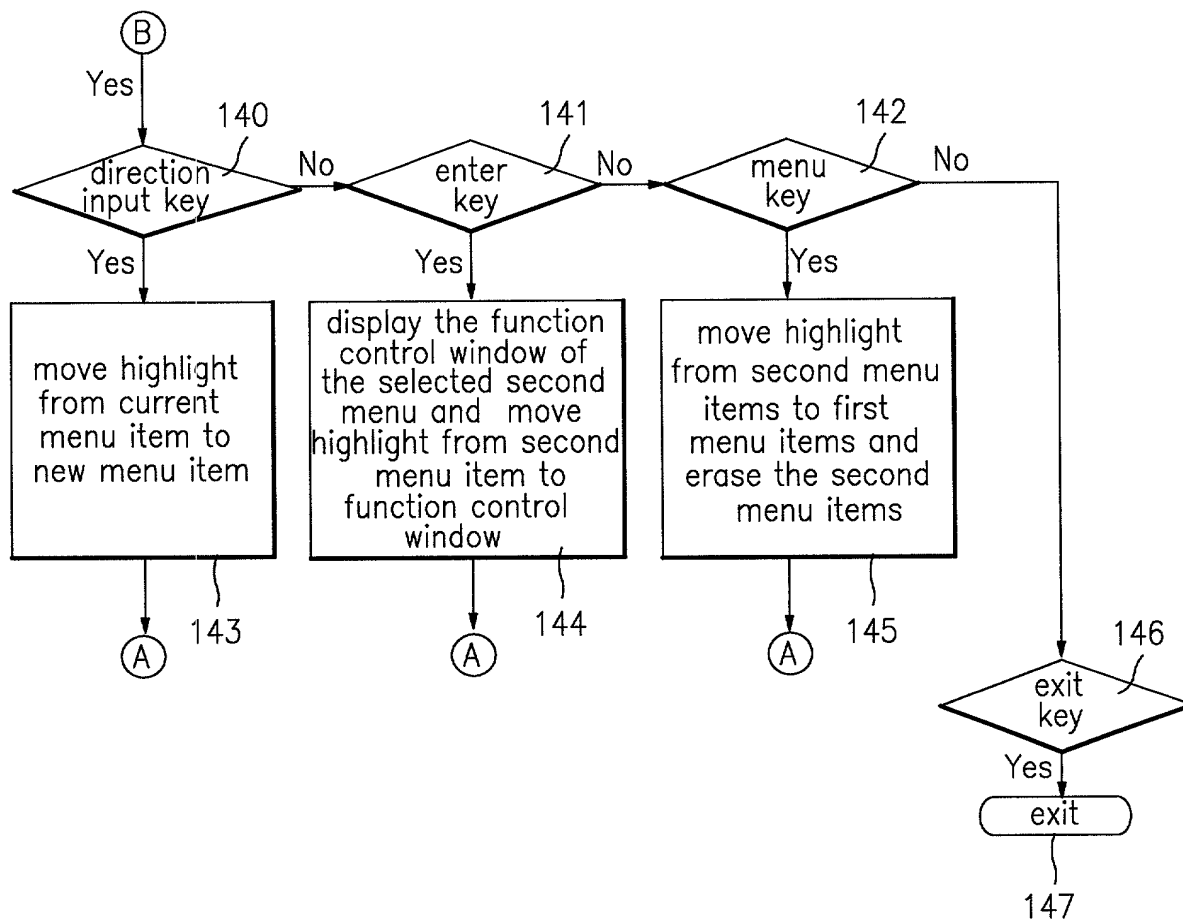 B
Yes
140
direction
input key
No
141
enter
key
No
142
menu
key
No
Yes
move highlight
from current
menu item to
new menu item
143
A
Yes
display the function
control window of
the selected second
menu and move
highlight from second
menu item to
function control
window
144
A
Yes
move highlight
from second menu
items to first
menu items and
erase the second
menu items
145
A
146
exit
key
Yes
exit
147